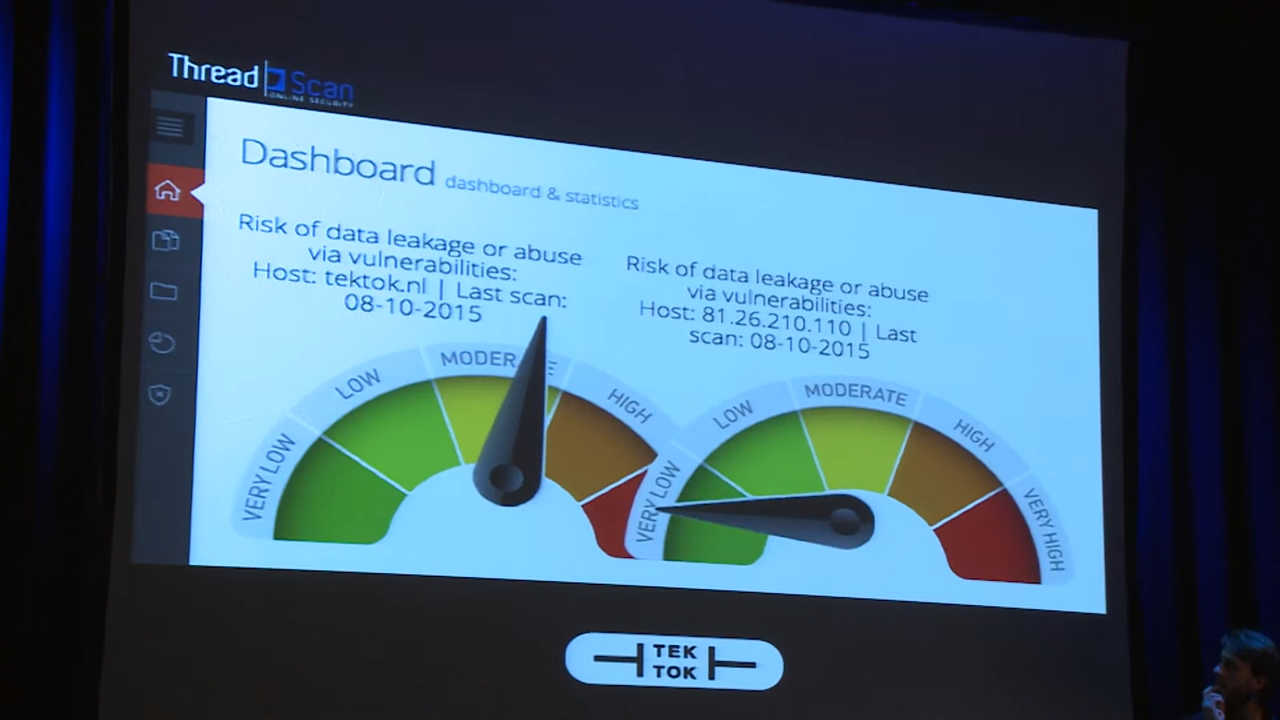 Thread Scan
ONLINE SECURITY
Dashboard dashboard & statistics
Risk of data leakage or abuse
via vulnerabilities:
Host: tektok.nl | Last scan:
08-10-2015
VERY LOW
LOW
MODER
E
HIGH
Risk of data leakage or abuse
via vulnerabilities:
Host: 81.26.210.110 | Last
scan: 08-10-2015
VERY LOW
LOW
MODERATE
HIGH
VERY HIGH
TEK
TOK